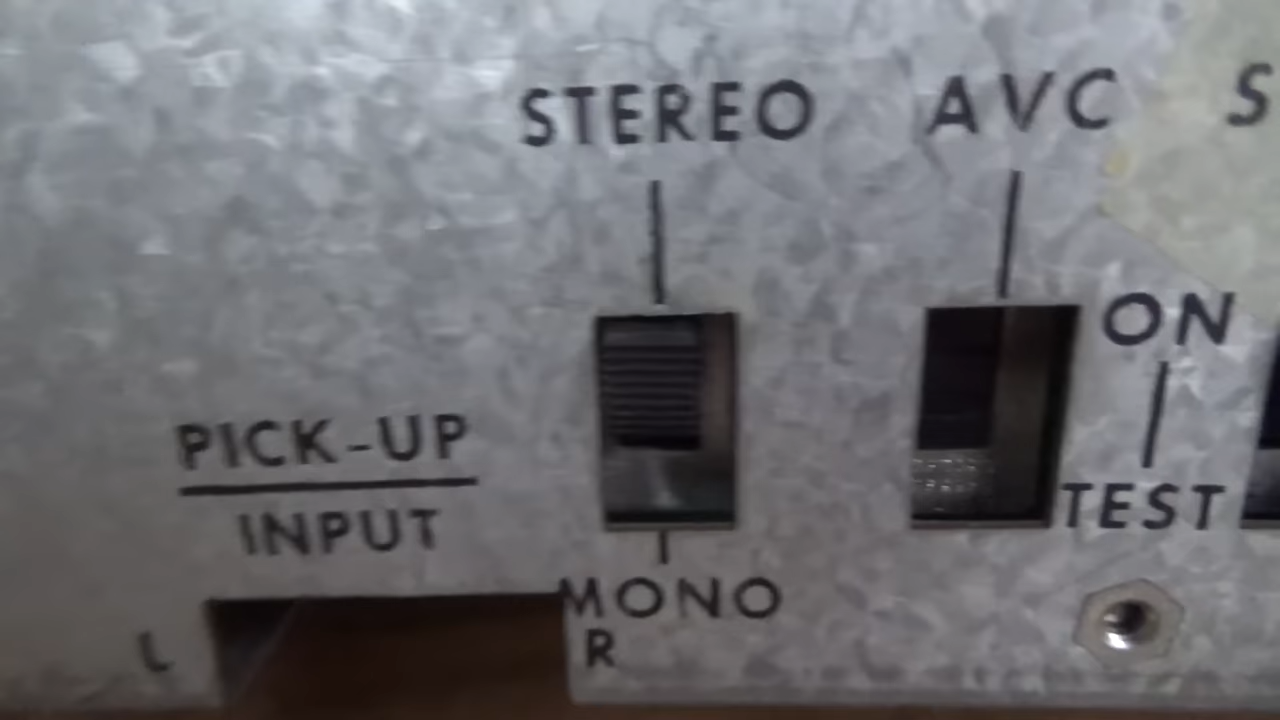 STEREO
AVC
S
ON
TEST
PICK-UP
INPUT
MONO
L
R